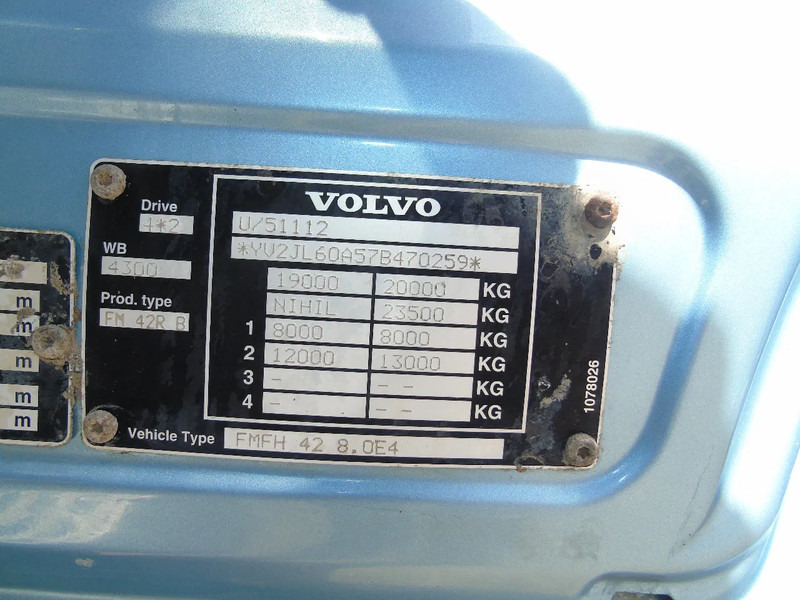 VOLVO
Drive
4*2
U/51112
*YV2JL60A57B470259*
WB
4300
19000 20000 KG
Prod. type
NIHIL 23500 KG
FM 42R B
1 8000 8000 KG
2 12000 13000 KG
3 - -- KG
4 - -- KG
Vehicle Type FMFH 42 8.0E4
1078026
m
m
m
m
m